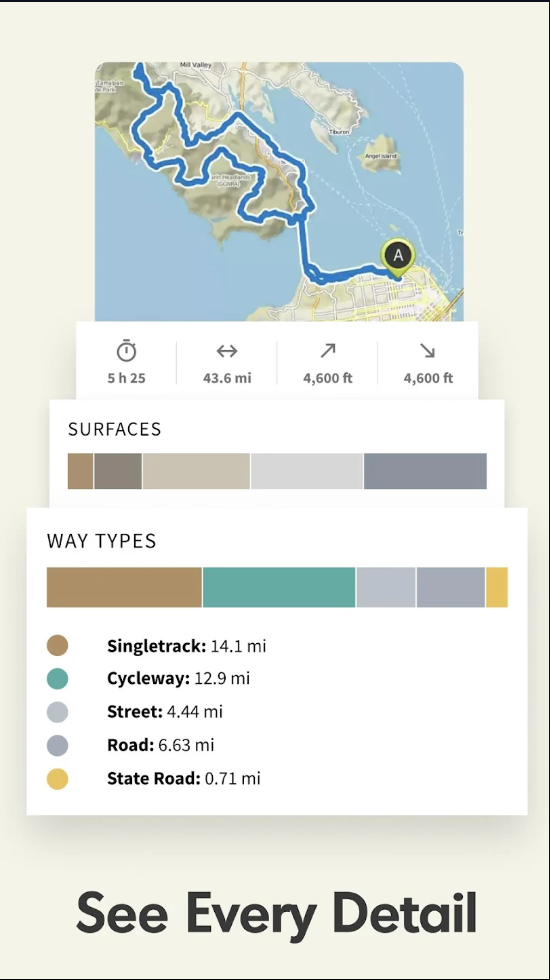 Mill Valley
Tiburon
Angel Island
A
5 h 25
43.6 mi
4,600 ft
4,600 ft
SURFACES
WAY TYPES
Singletrack: 14.1 mi
Cycleway: 12.9 mi
Street: 4.44 mi
Road: 6.63 mi
State Road: 0.71 mi
See Every Detail